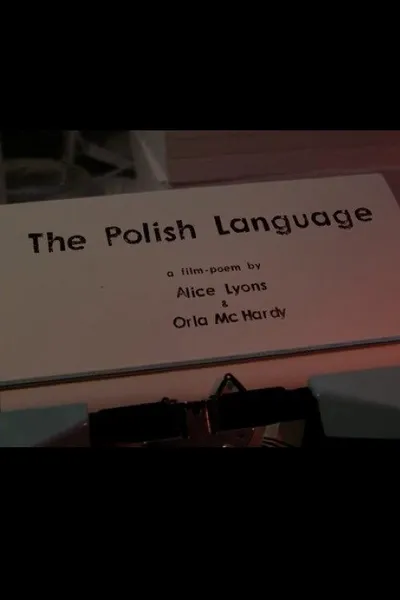 The Polish Language
a film-poem by
Alice Lyons
&
Orla Mc Hardy